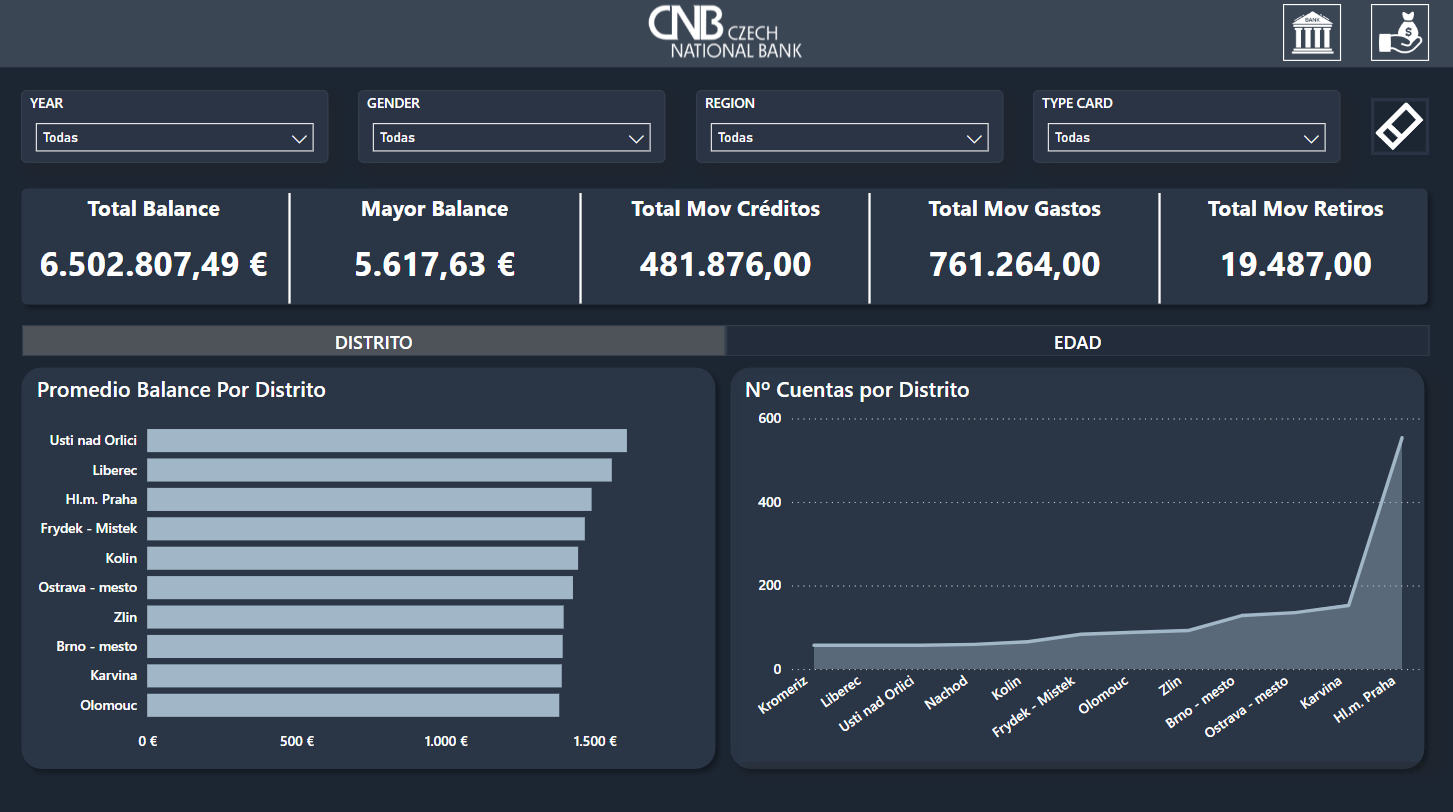 CNB CZECH
NATIONAL BANK
BANK
$
YEAR
Todas
GENDER
Todas
REGION
Todas
TYPE CARD
Todas
Total Balance
6.502.807,49 €
Mayor Balance
5.617,63 €
Total Mov Créditos
481.876,00
Total Mov Gastos
761.264,00
Total Mov Retiros
19.487,00
DISTRITO
EDAD
Promedio Balance Por Distrito
Usti nad Orlici
Liberec
Hl.m. Praha
Frydek - Mistek
Kolin
Ostrava - mesto
Zlin
Brno - mesto
Karvina
Olomouc
0 €
500 €
1.000 €
1.500 €
Nº Cuentas por Distrito
600
400
200
0
Kromeriz
Liberec
Usti nad Orlici
Nachod
Kolin
Frydek - Mistek
Olomouc
Zlin
Brno - mesto
Ostrava - mesto
Karvina
Hl.m. Praha